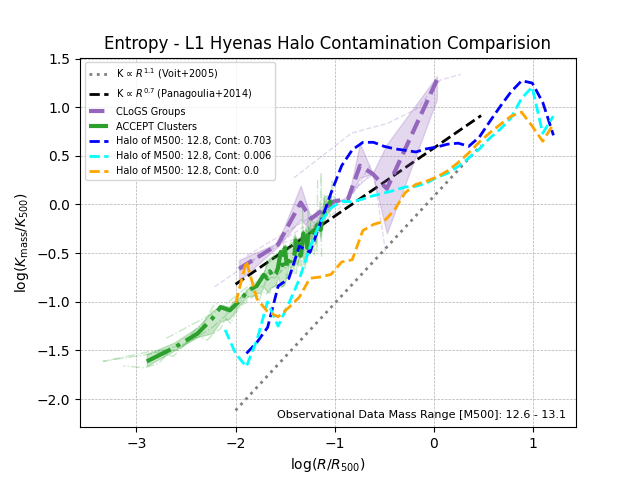 Entropy - L1 Hyenas Halo Contamination Comparision
K ∝ R^1.1 (Voit+2005)
K ∝ R^0.7 (Panagoulia+2014)
CLoGS Groups
ACCEPT Clusters
Halo of M500: 12.8, Cont: 0.703
Halo of M500: 12.8, Cont: 0.006
Halo of M500: 12.8, Cont: 0.0
1.5
1.0
0.5
0.0
−0.5
−1.0
−1.5
−2.0
log(K_mass/K_500)
Observational Data Mass Range [M500]: 12.6 - 13.1
−3 −2 −1 0 1
log(R/R_500)